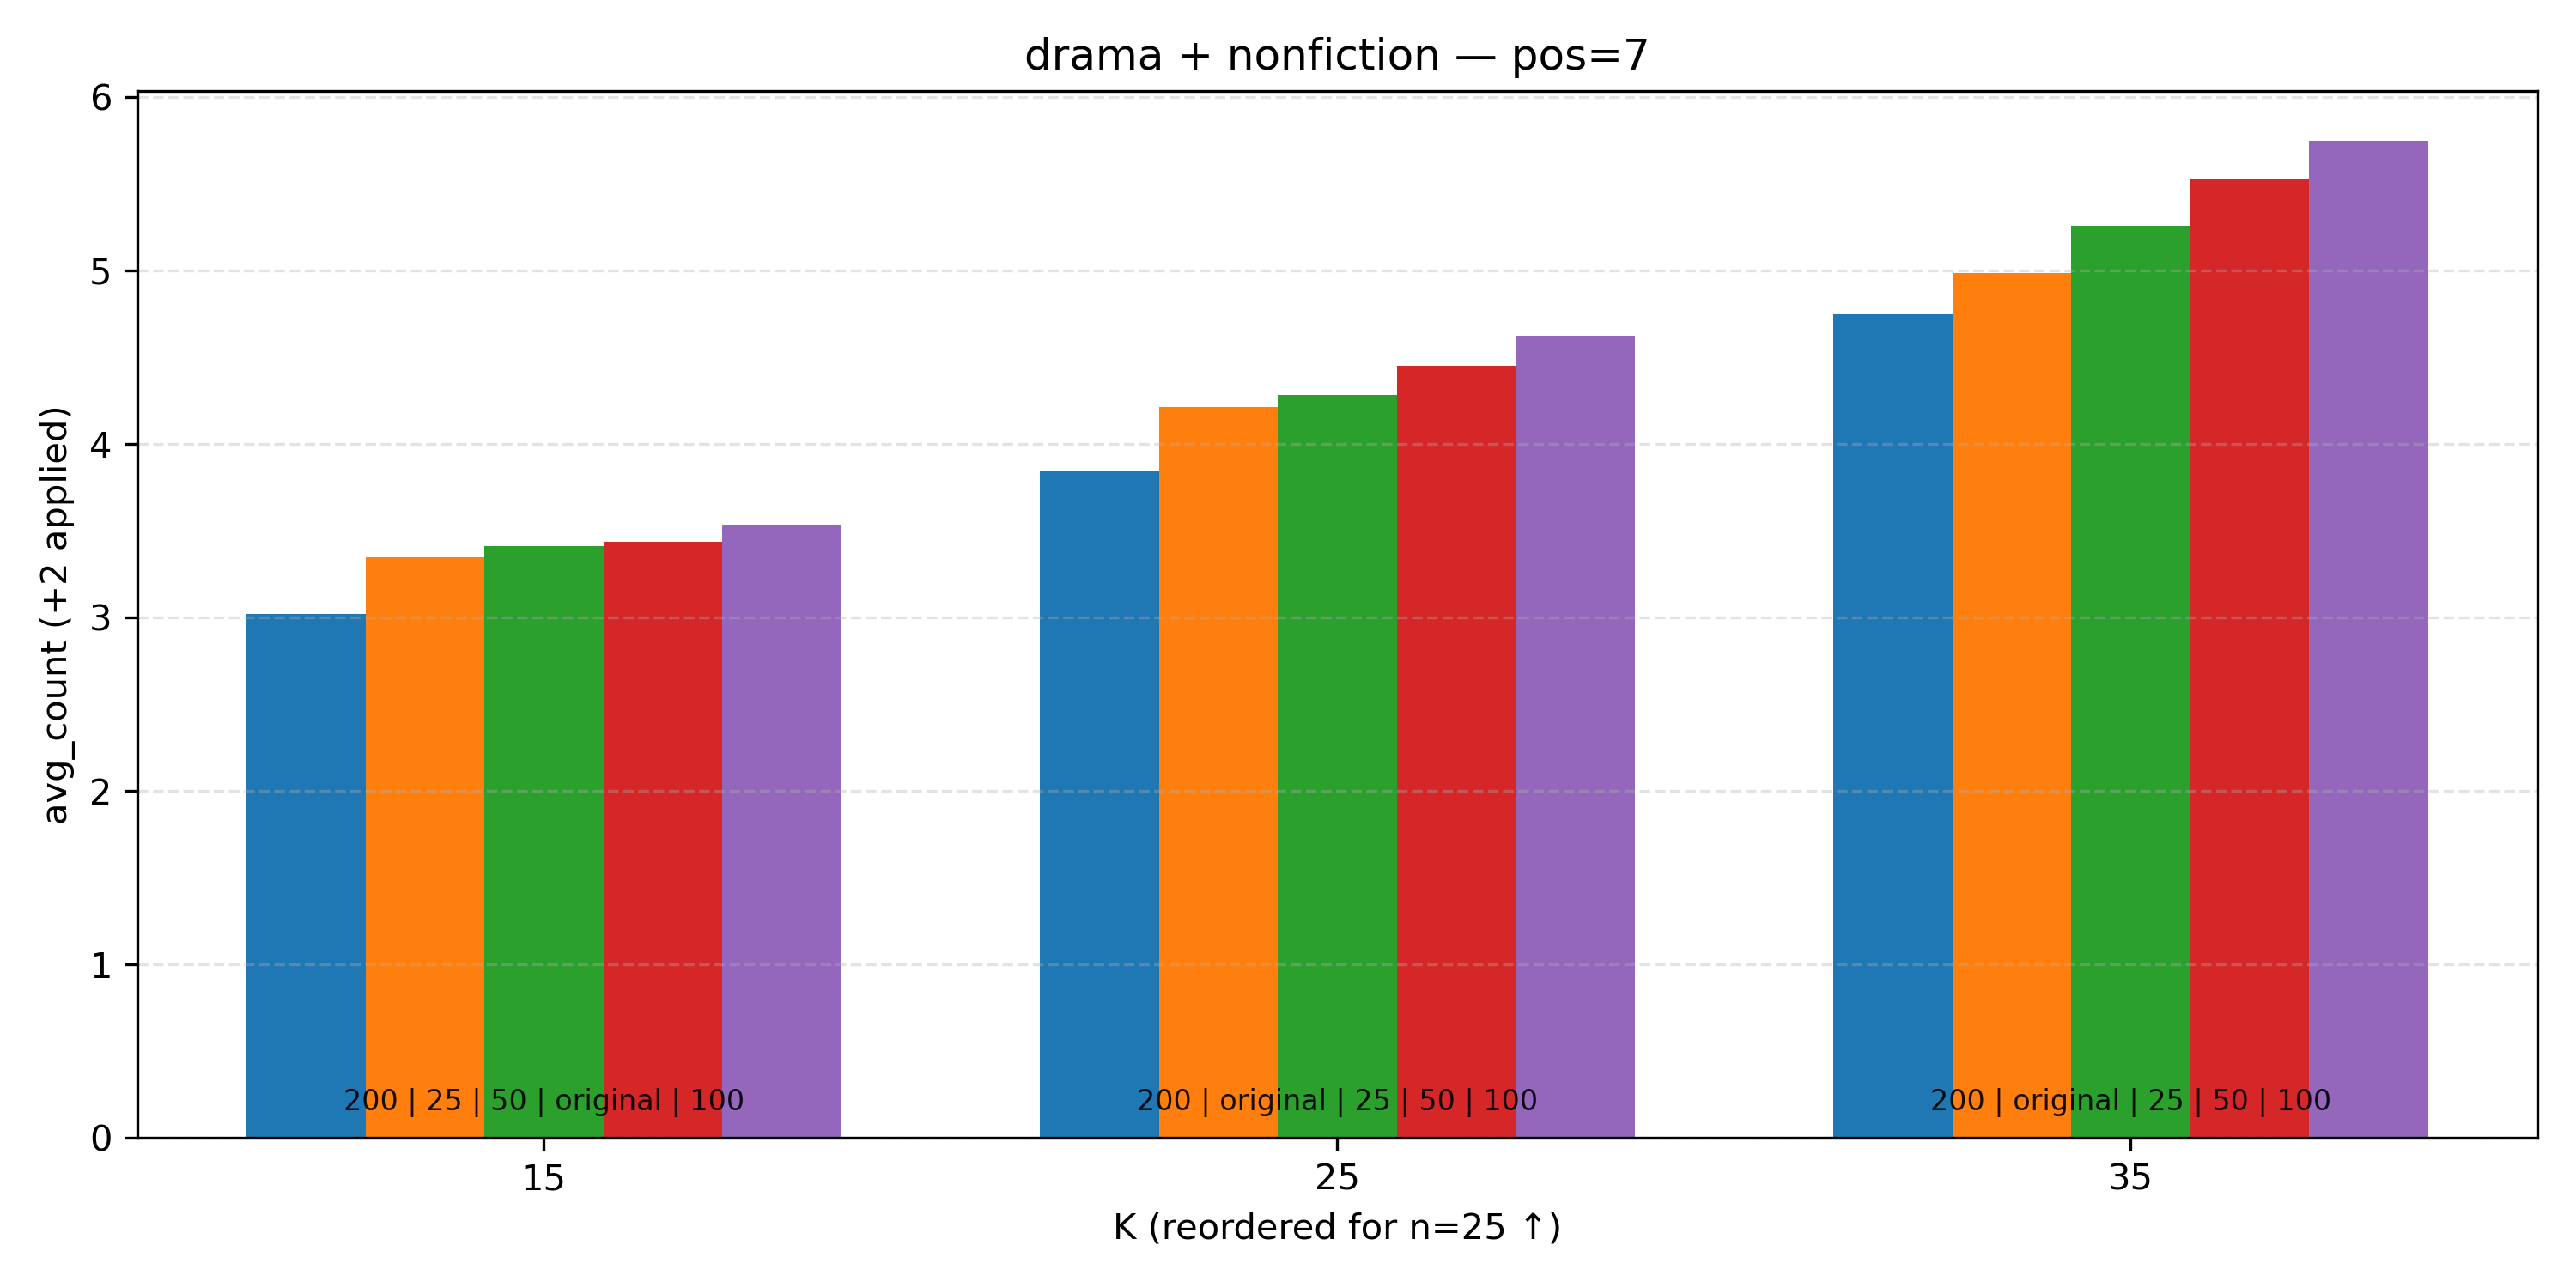 drama + nonfiction — pos=7
avg_count (+2 applied)
6
5
4
3
2
1
0
200 | 25 | 50 | original | 100
200 | original | 25 | 50 | 100
200 | original | 25 | 50 | 100
15
25
35
K (reordered for n=25 ↑)